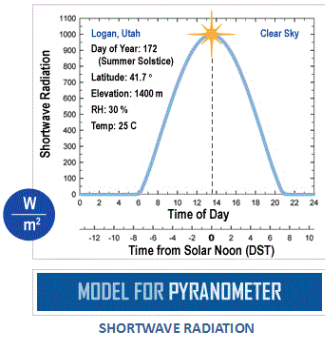 1100
1000
900
800
700
600
500
400
300
200
100
0
Shortwave Radiation
Logan, Utah
Clear Sky
Day of Year: 172
(Summer Solstice)
Latitude: 41.7 °
Elevation: 1400 m
RH: 30 %
Temp: 25 C
0 2 4 6 8 10 12 14 16 18 20 22 24
Time of Day
-12 -10 -8 -6 -4 -2 0 2 4 6 8 10
Time from Solar Noon (DST)
W
m²
MODEL FOR PYRANOMETER
SHORTWAVE RADIATION